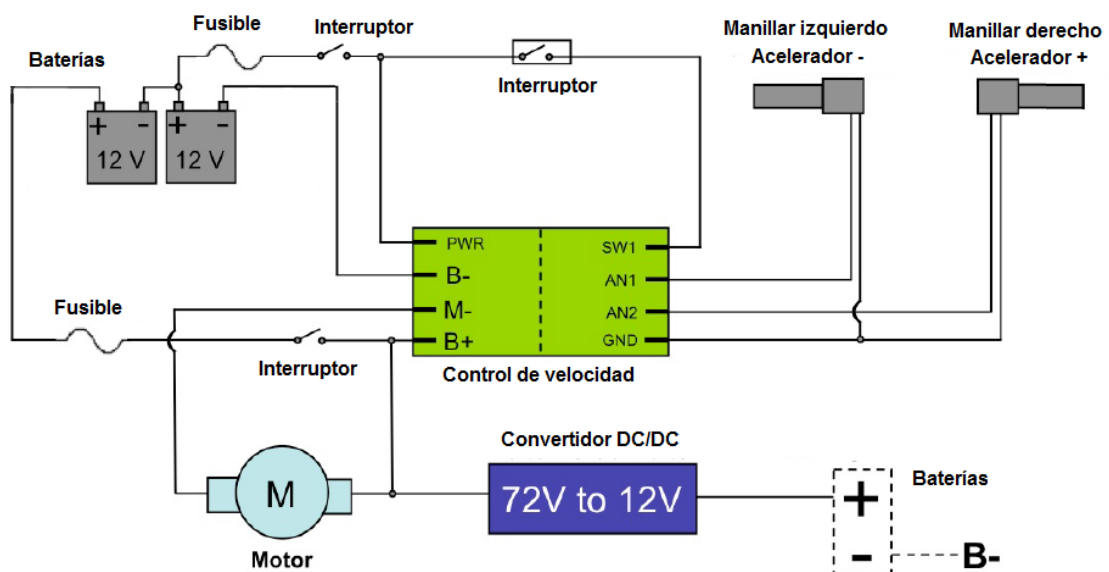 Fusible
Interruptor
Manillar izquierdo
Acelerador -
Manillar derecho
Acelerador +
Baterías
Interruptor
+ -
12 V
+ -
12 V
PWR
B-
M-
B+
SW1
AN1
AN2
GND
Fusible
Interruptor
Control de velocidad
Convertidor DC/DC
M
Motor
72V to 12V
Baterías
+
-
B-